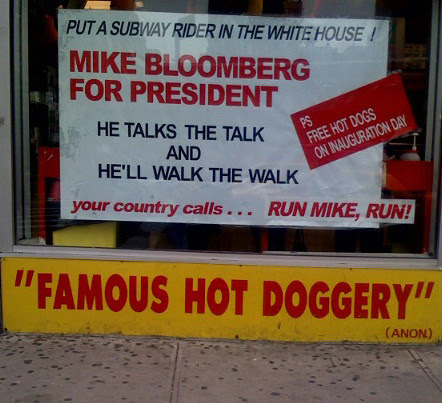 PUT A SUBWAY RIDER IN THE WHITE HOUSE !
MIKE BLOOMBERG
FOR PRESIDENT
PS
FREE HOT DOGS
ON INAUGURATION DAY
HE TALKS THE TALK
AND
HE'LL WALK THE WALK
your country calls . . . RUN MIKE, RUN!
"FAMOUS HOT DOGGERY"
(ANON.)